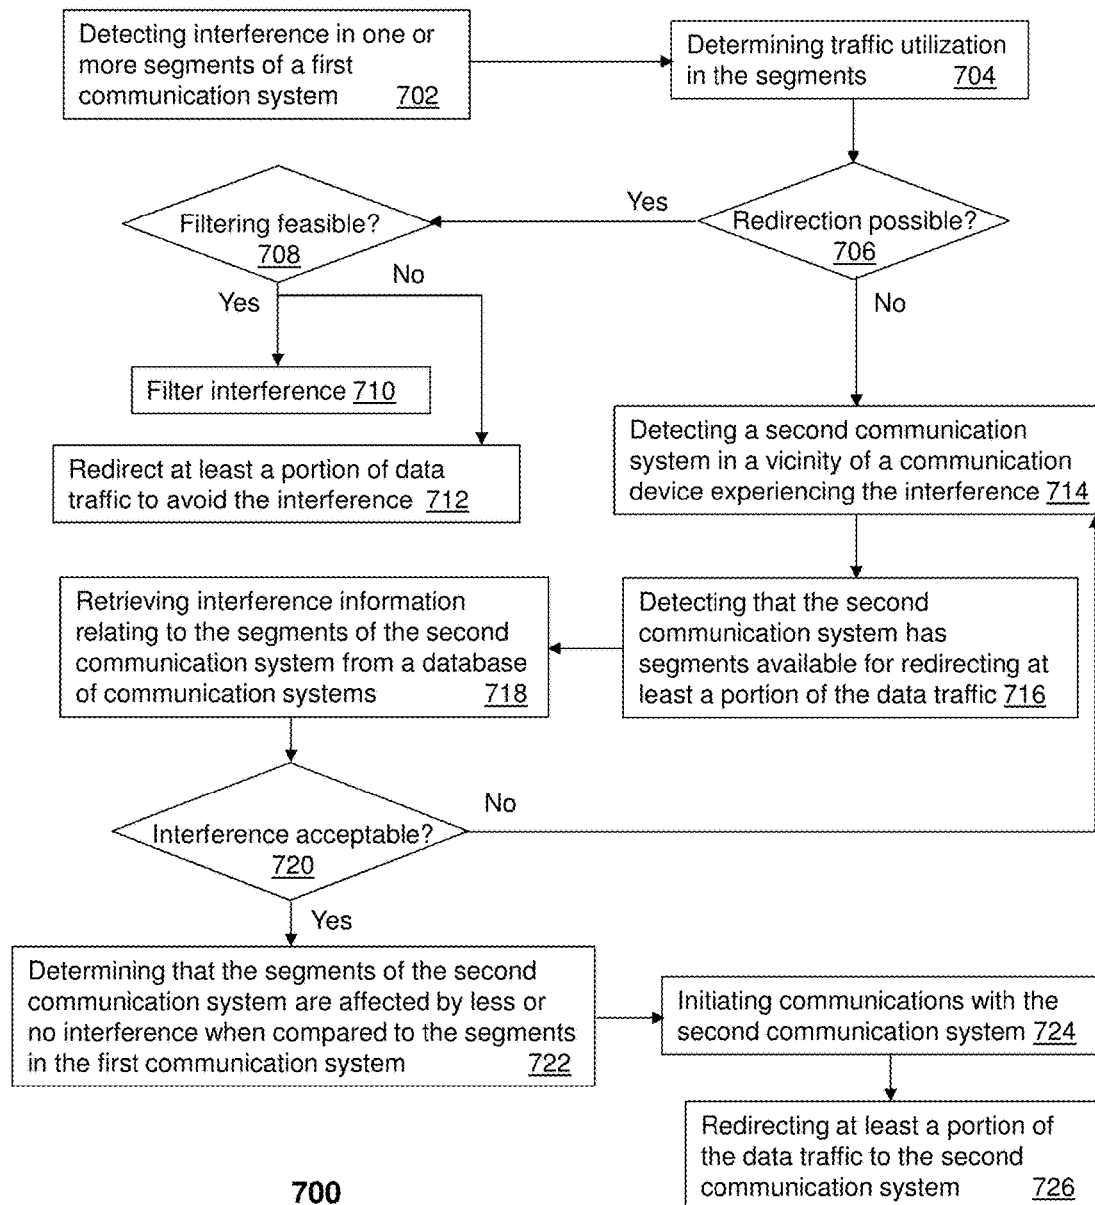 Detecting interference in one or
more segments of a first
communication system 702
Determining traffic utilization
in the segments 704
Redirection possible?
706
Yes
No
Filtering feasible?
708
Yes
No
Filter interference 710
Redirect at least a portion of data
traffic to avoid the interference 712
Detecting a second communication
system in a vicinity of a communication
device experiencing the interference 714
Detecting that the second
communication system has
segments available for redirecting at
least a portion of the data traffic 716
Retrieving interference information
relating to the segments of the second
communication system from a database
of communication systems 718
Interference acceptable?
720
No
Yes
Determining that the segments of the second
communication system are affected by less or
no interference when compared to the segments
in the first communication system 722
Initiating communications with the
second communication system 724
Redirecting at least a portion of
the data traffic to the second
communication system 726
700